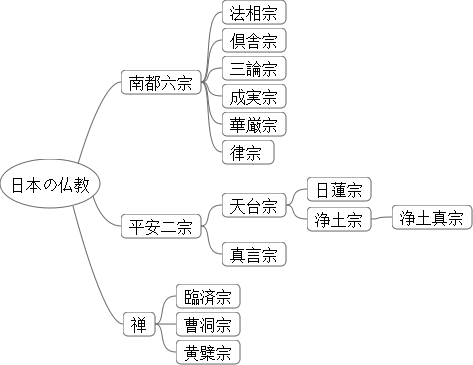 日本の仏教
南都六宗
法相宗
倶舎宗
三論宗
成実宗
華厳宗
律宗
平安二宗
天台宗
日蓮宗
浄土宗
浄土真宗
真言宗
禅
臨済宗
曹洞宗
黄檗宗